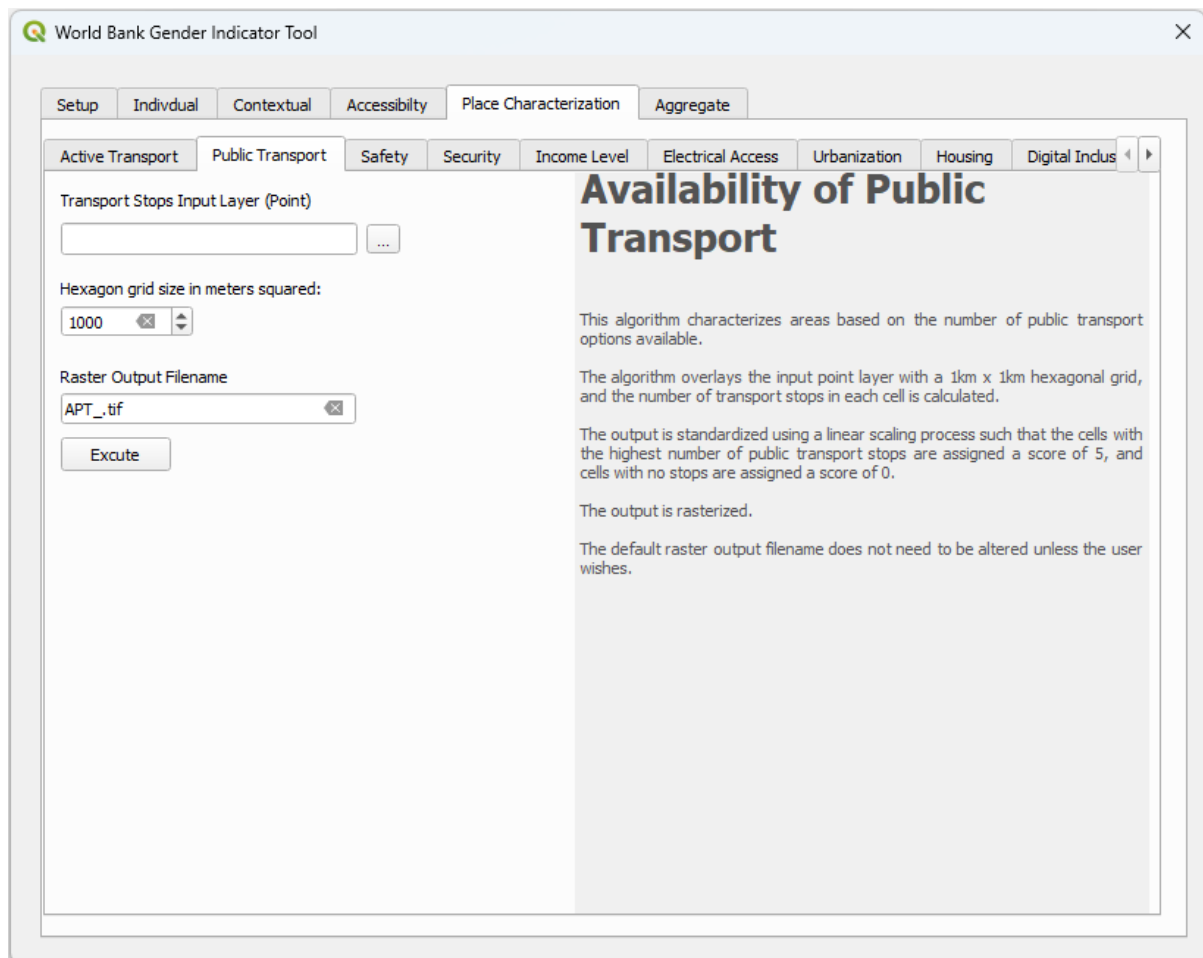 World Bank Gender Indicator Tool
Setup Indivdual Contextual Accessibilty Place Characterization Aggregate
Active Transport Public Transport Safety Security Income Level Electrical Access Urbanization Housing Digital Inclus
Transport Stops Input Layer (Point)
...
Hexagon grid size in meters squared:
1000
Raster Output Filename
APT_.tif
Excute
Availability of Public
Transport
This algorithm characterizes areas based on the number of public transport
options available.
The algorithm overlays the input point layer with a 1km x 1km hexagonal grid,
and the number of transport stops in each cell is calculated.
The output is standardized using a linear scaling process such that the cells with
the highest number of public transport stops are assigned a score of 5, and
cells with no stops are assigned a score of 0.
The output is rasterized.
The default raster output filename does not need to be altered unless the user
wishes.